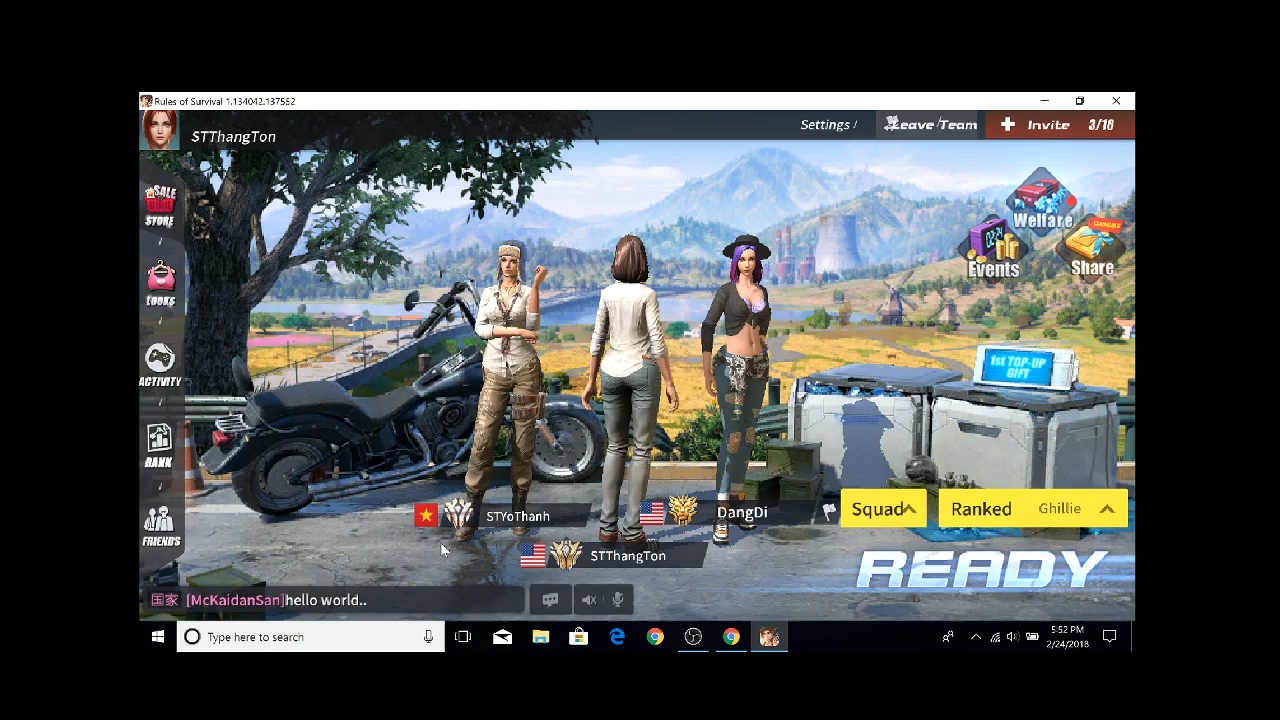 Rules of Survival 1.134042.137552
STThangTon
Settings /
Leave Team
+ Invite 3/10
SALE
STORE
LOOKS
ACTIVITY
RANK
FRIENDS
Welfare
Events
Share
1st TOP-UP
GIFT
STYoThanh
DangDi
STThangTon
Squad
Ranked Ghillie
READY
国家 [McKaidanSan]hello world..
Type here to search
5:52 PM
2/24/2018